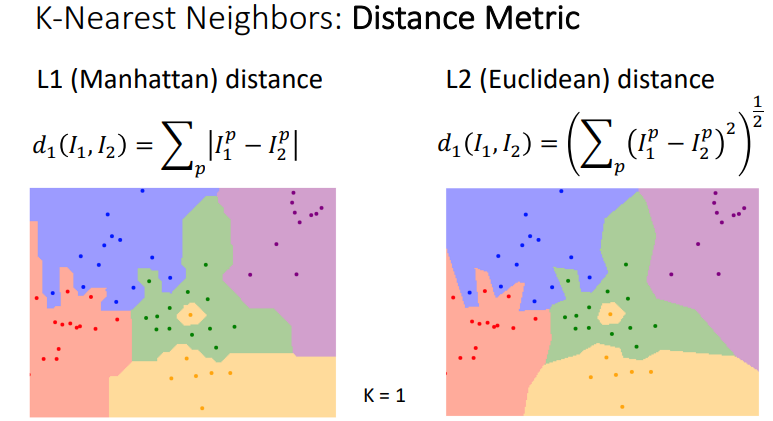 K-Nearest Neighbors: Distance Metric
L1 (Manhattan) distance
L2 (Euclidean) distance
d₁(I₁, I₂) = ∑ₚ |I₁ᵖ − I₂ᵖ|
d₁(I₁, I₂) = (∑ₚ (I₁ᵖ − I₂ᵖ)²)^(1/2)
K = 1